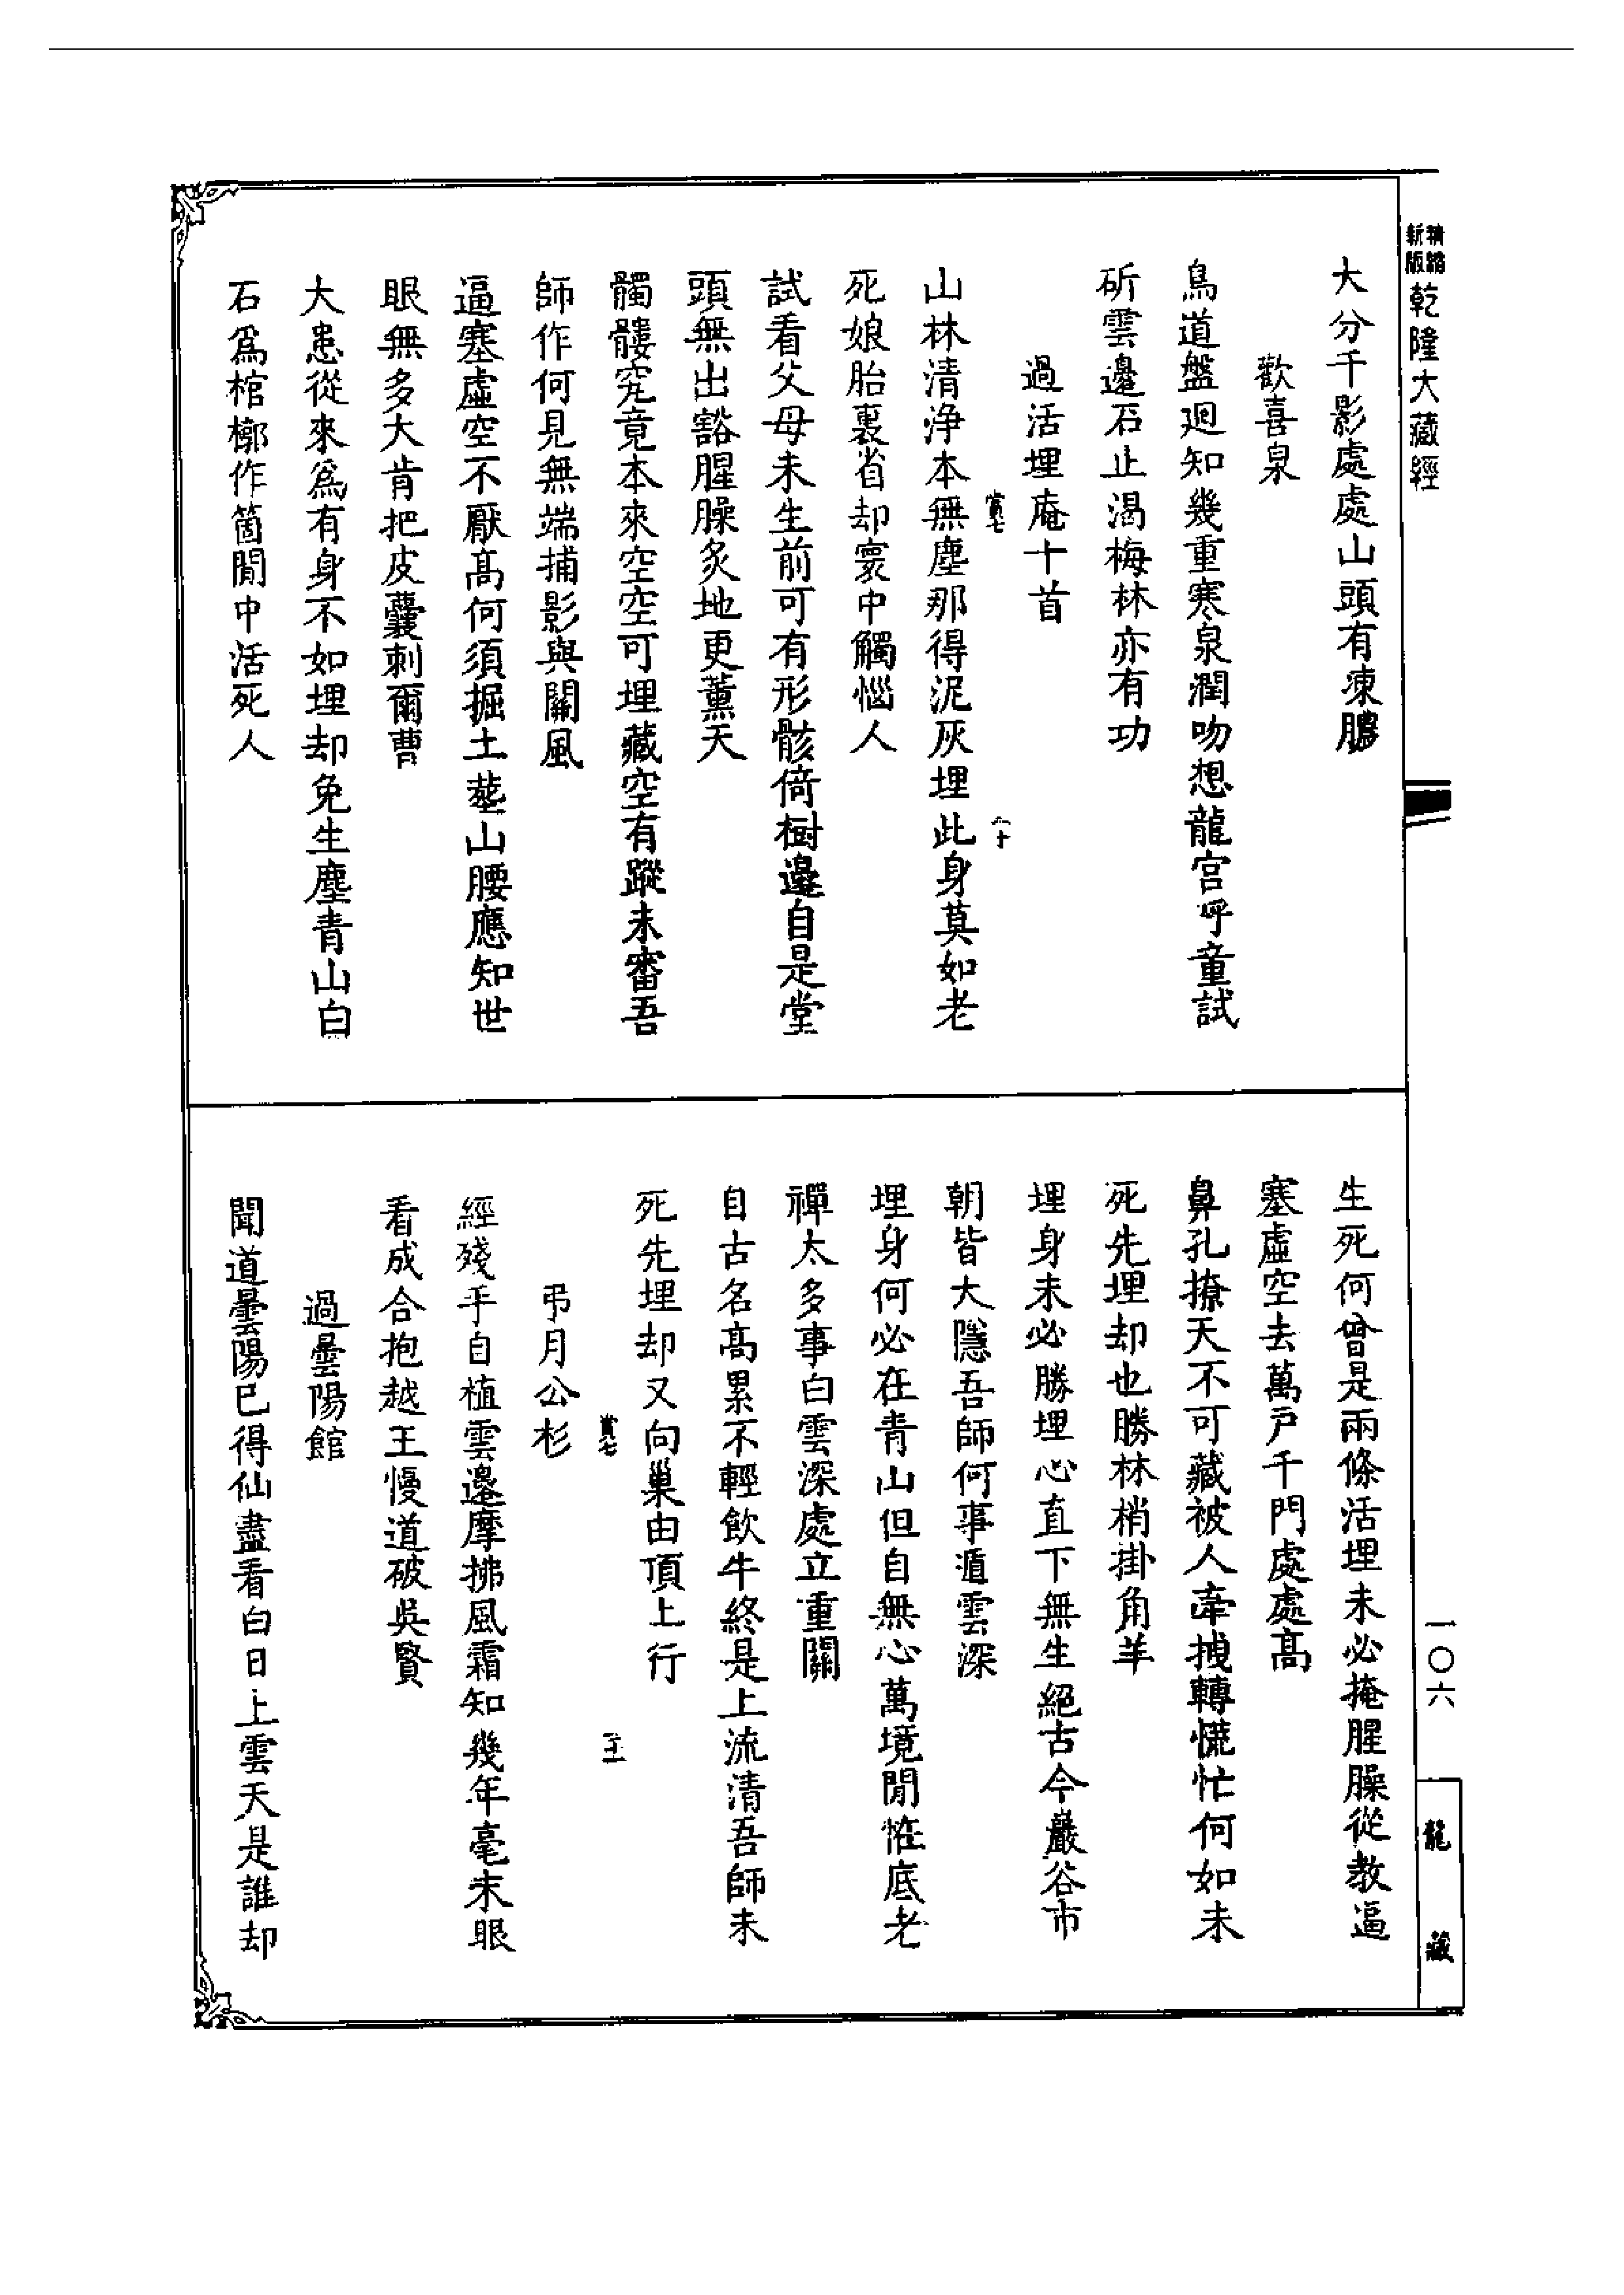 新版
精縮
乾隆大藏經
大分千影處處山頭有凍膿
歡喜泉
鳥道盤迴知幾重寒泉潤吻想龍宮呼童試
斫雲邊石止渴梅林亦有功
過活埋庵十首
山林清淨本無塵那得泥灰埋此身莫如老
死娘胎裏省却寰中觸惱人
試看父母未生前可有形骸倚樹邊自是堂
頭無出豁腥臊炙地更薰天
髑髏究竟本來空空可埋藏空有蹤未審吾
師作何見無端捕影與關風
逼塞虛空不厭高何須掘土塟山腰應知世
眼無多大肯把皮囊刺爾曹
大患從來爲有身不如埋却免生塵青山白
石爲棺槨作箇閒中活死人
生死何曾是兩條活埋未必掩腥臊從教逼
塞虛空去萬戸千門處處高
鼻孔撩天不可藏被人牽拽轉慌忙何如未
死先埋却也勝林梢掛角羊
埋身未必勝埋心直下無生絕古今巖谷市
朝皆大隱吾師何事遁雲深
埋身何必在青山但自無心萬境閒恠底老
禪太多事白雲深處立重關
自古名高累不輕飲牛終是上流清吾師未
死先埋却又向巢由頂上行
弔月公杉
經殘手自植雲邊摩拂風霜知幾年毫末眼
看成合抱越王慢道破吳賢
過曇陽館
聞道曇陽已得仙盡看白日上雲天是誰却
一〇六
龍藏